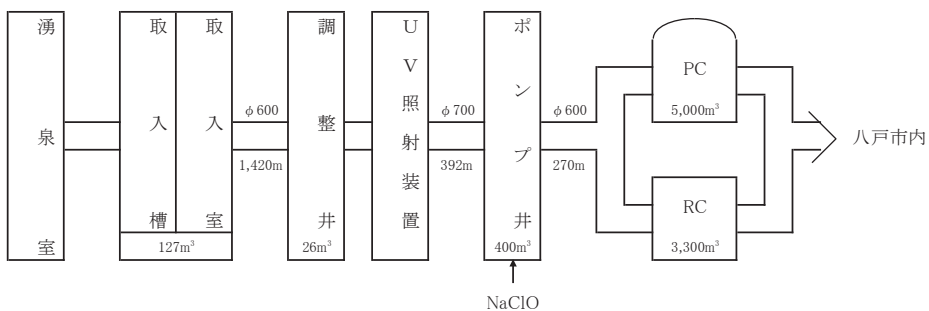 湧泉室
取入槽
取入室
127m³
φ600
1,420m
調整井
26m³
UV照射装置
φ700
392m
ポンプ井
400m³
NaClO
φ600
270m
PC
5,000m³
RC
3,300m³
八戸市内